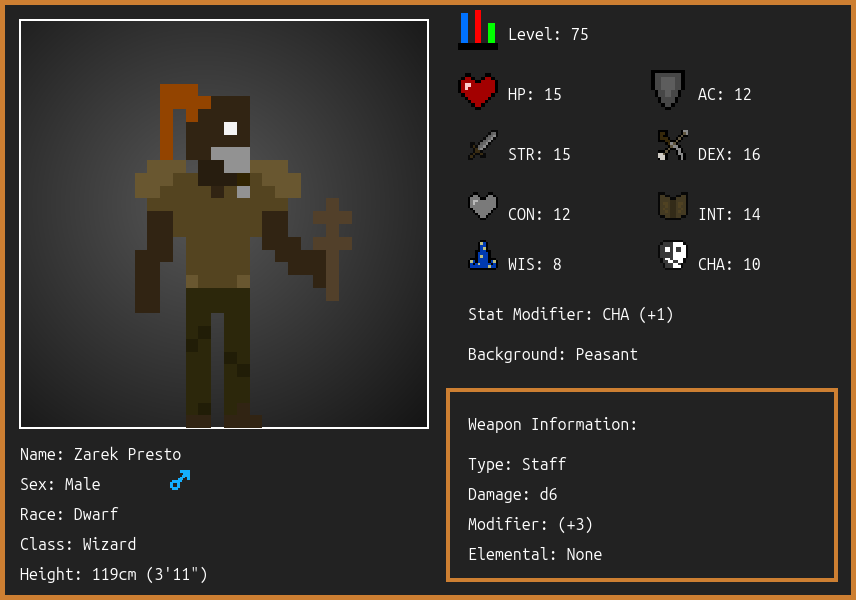 Level: 75
HP: 15
AC: 12
STR: 15
DEX: 16
CON: 12
INT: 14
WIS: 8
CHA: 10
Stat Modifier: CHA (+1)
Background: Peasant
Weapon Information:
Type: Staff
Damage: d6
Modifier: (+3)
Elemental: None
Name: Zarek Presto
Sex: Male
Race: Dwarf
Class: Wizard
Height: 119cm (3'11")